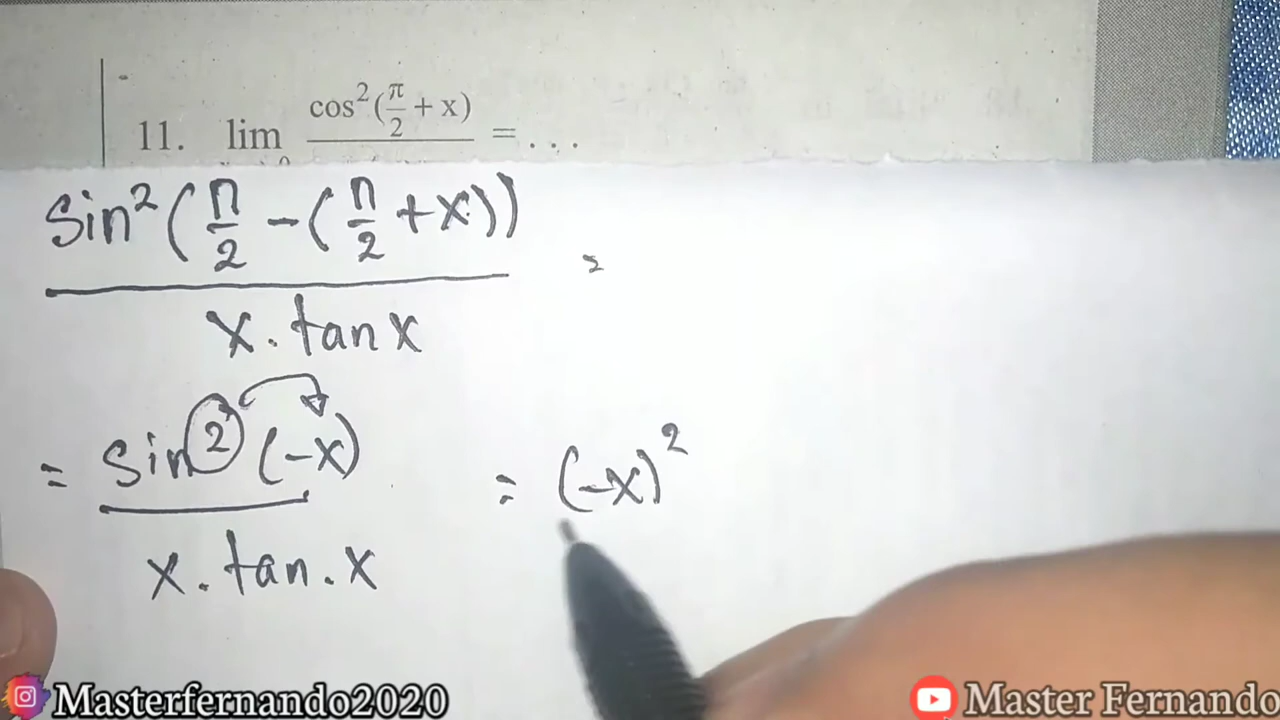 11. lim cos²(π/2 + x) = . . .
Sin²(π/2 - (π/2 + x)) =
x . tan x
= Sin² (-x) = (-x)²
x . tan . x
Masterfernando2020
Master Fernando